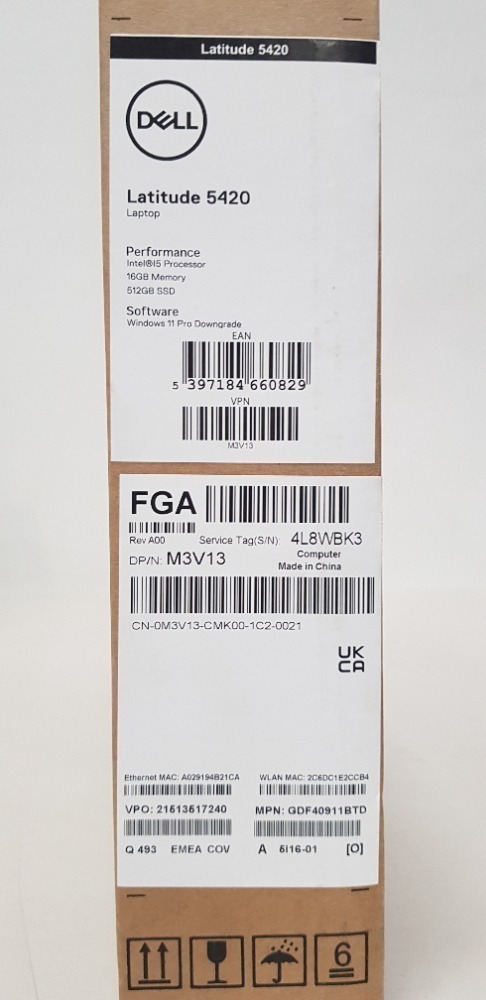 Latitude 5420
DELL
Latitude 5420
Laptop
Performance
Intel®I5 Processor
16GB Memory
512GB SSD
Software
Windows 11 Pro Downgrade
EAN
5 397184 660829
VPN
M3V13
FGA
Rev A00 Service Tag(S/N): 4L8WBK3
DP/N: M3V13 Computer
Made in China
CN-0M3V13-CMK00-1C2-0021
UK
CA
Ethernet MAC: A029194B21CA WLAN MAC: 2C6DC1E2CCB4
VPO: 21513517240 MPN: GDF40911BTD
Q 493 EMEA COV A 5I16-01 [O]
6